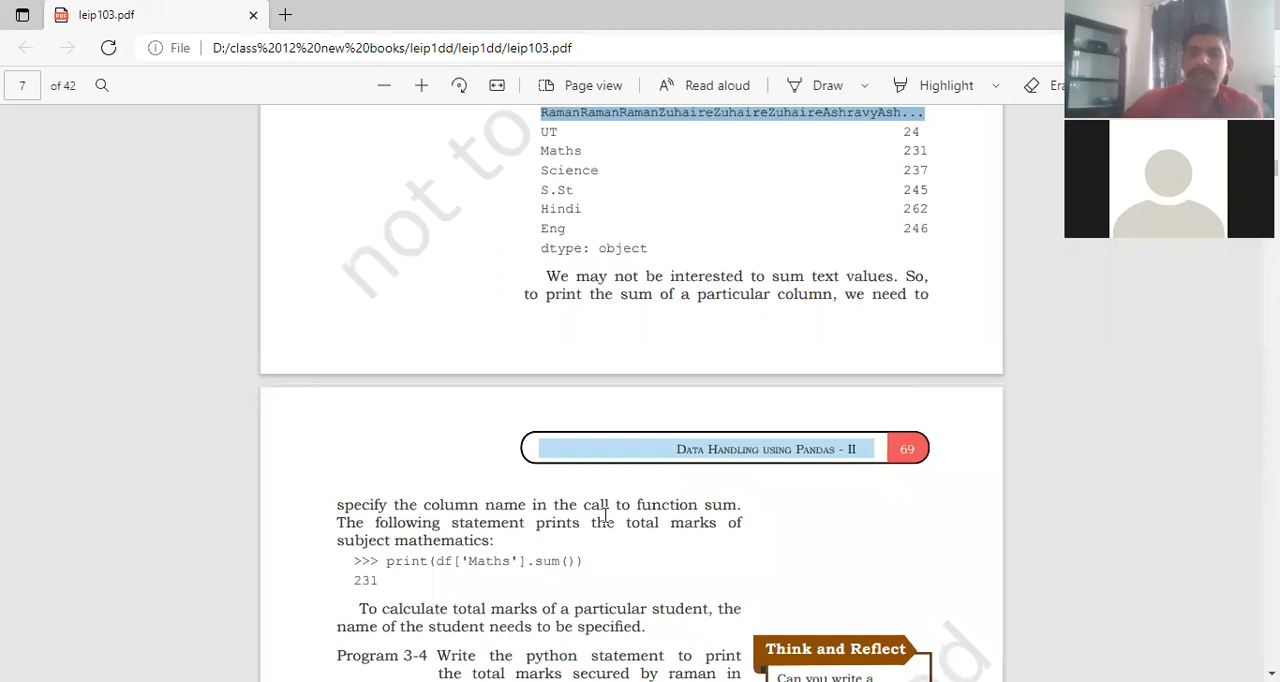 leip103.pdf
File
D:/class%2012%20new%20books/leip1dd/leip1dd/leip103.pdf
7
of 42
Page view
Read aloud
Draw
Highlight
Era
RamanRamanRamanZuhaireZuhaireZuhaireAshravyAsh...
UT 24
Maths 231
Science 237
S.St 245
Hindi 262
Eng 246
dtype: object
not to
We may not be interested to sum text values. So,
to print the sum of a particular column, we need to
DATA HANDLING USING PANDAS - II 69
specify the column name in the call to function sum.
The following statement prints the total marks of
subject mathematics:
>>> print(df['Maths'].sum())
231
To calculate total marks of a particular student, the
name of the student needs to be specified.
Program 3-4 Write the python statement to print
the total marks secured by raman in
Think and Reflect
Can you write a